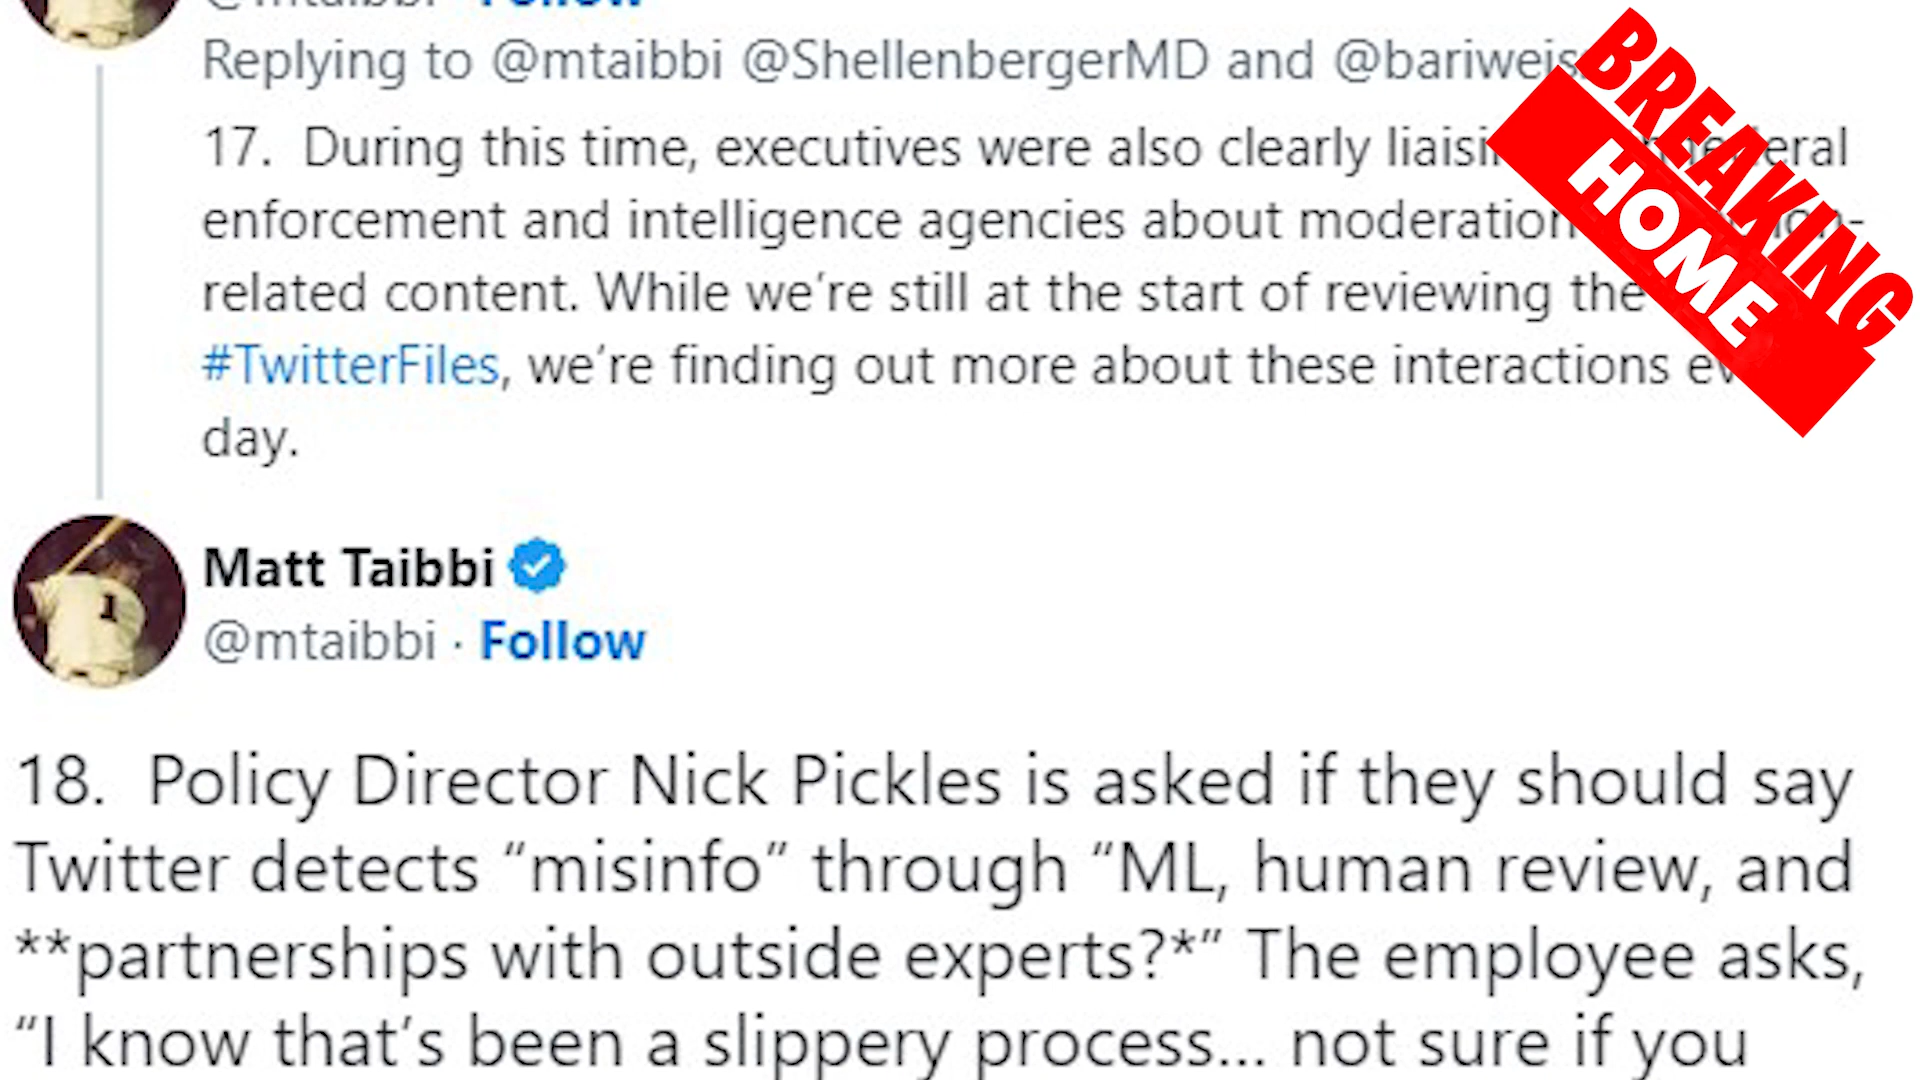 @mtaibbi · Follow
Replying to @mtaibbi @ShellenbergerMD and @bariweiss
17. During this time, executives were also clearly
enforcement and intelligence agencies about moderation
related content. While we’re still at the start of reviewing the
#TwitterFiles, we’re finding out more about these interactions
day.
BREAKING
HOME
Matt Taibbi
@mtaibbi · Follow
18. Policy Director Nick Pickles is asked if they should say
Twitter detects “misinfo” through “ML, human review, and
**partnerships with outside experts?*” The employee asks,
“I know that’s been a slippery process… not sure if you